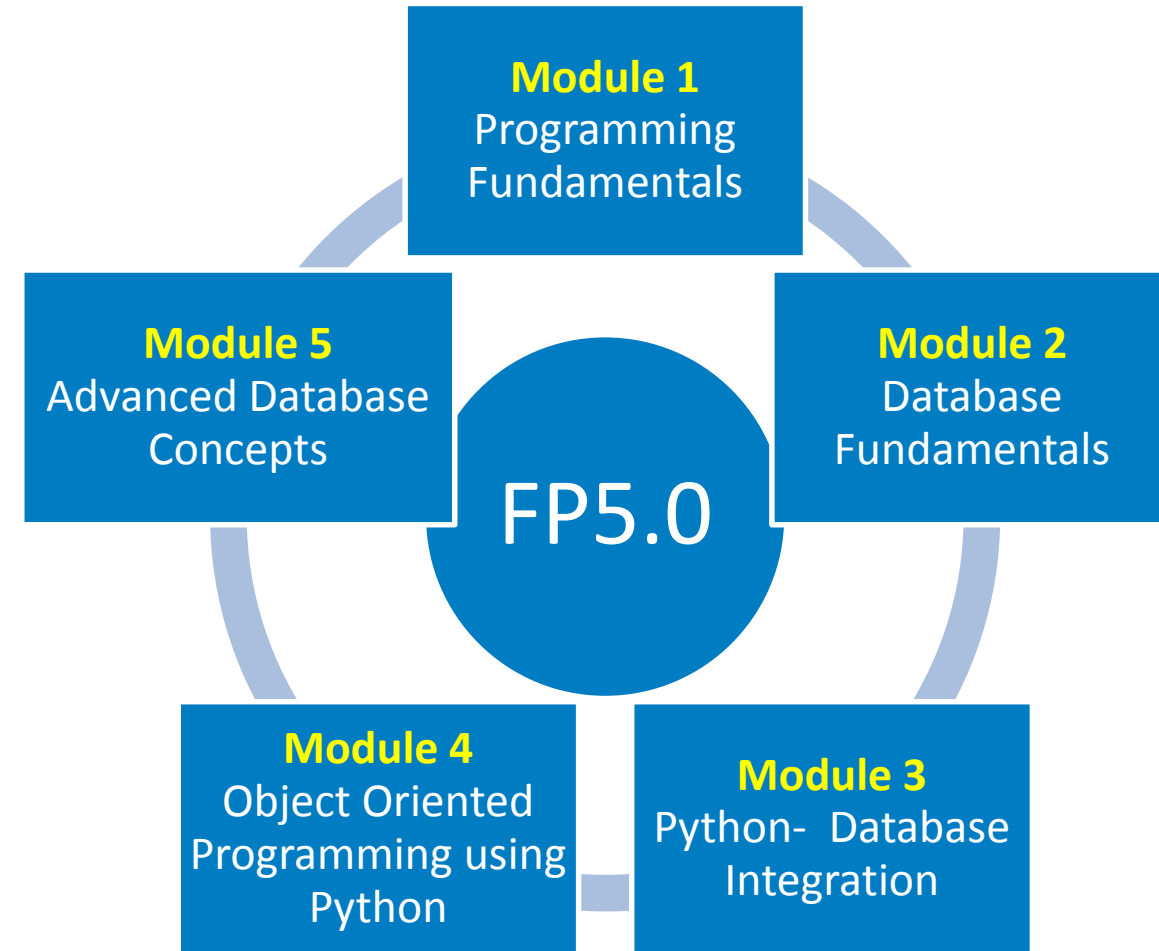 Module 1
Programming
Fundamentals
Module 2
Database
Fundamentals
Module 3
Python-  Database
Integration
Module 4
Object Oriented
Programming using
Python
Module 5
Advanced Database
Concepts
FP5.0